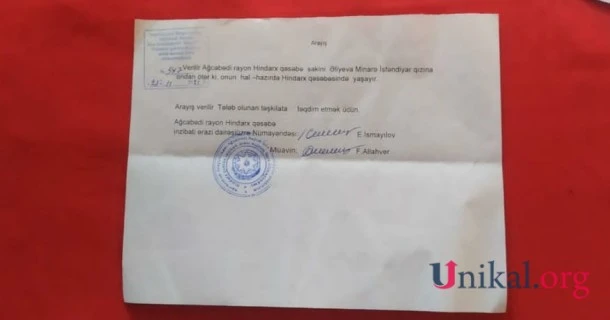 Arayış
Verilir Ağcabədi rayon Hindarx qəsəbə sakini Əliyeva Minarə İsfəndiyar qızına
ondan ötər ki, onun hal-hazırda Hindarx qəsəbəsində yaşayır.
Arayış verilir Tələb olunan təşkilata təqdim etmək üçün.
Ağcabədi rayon Hindarx qəsəbə
inzibati ərazi dairəsi üzrə Nümayəndəsi: E.İsmayılov
Müavin; F.Allahver
Unikal.org